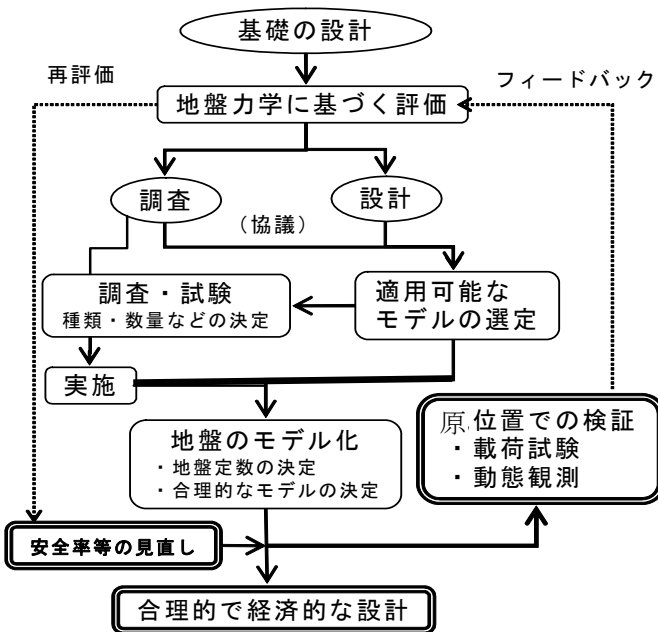 基礎の設計
再評価
フィードバック
地盤力学に基づく評価
調査
設計
（協議）
調査・試験
種類・数量などの決定
適用可能な
モデルの選定
実施
地盤のモデル化
・地盤定数の決定
・合理的なモデルの決定
原位置での検証
・載荷試験
・動態観測
安全率等の見直し
合理的で経済的な設計